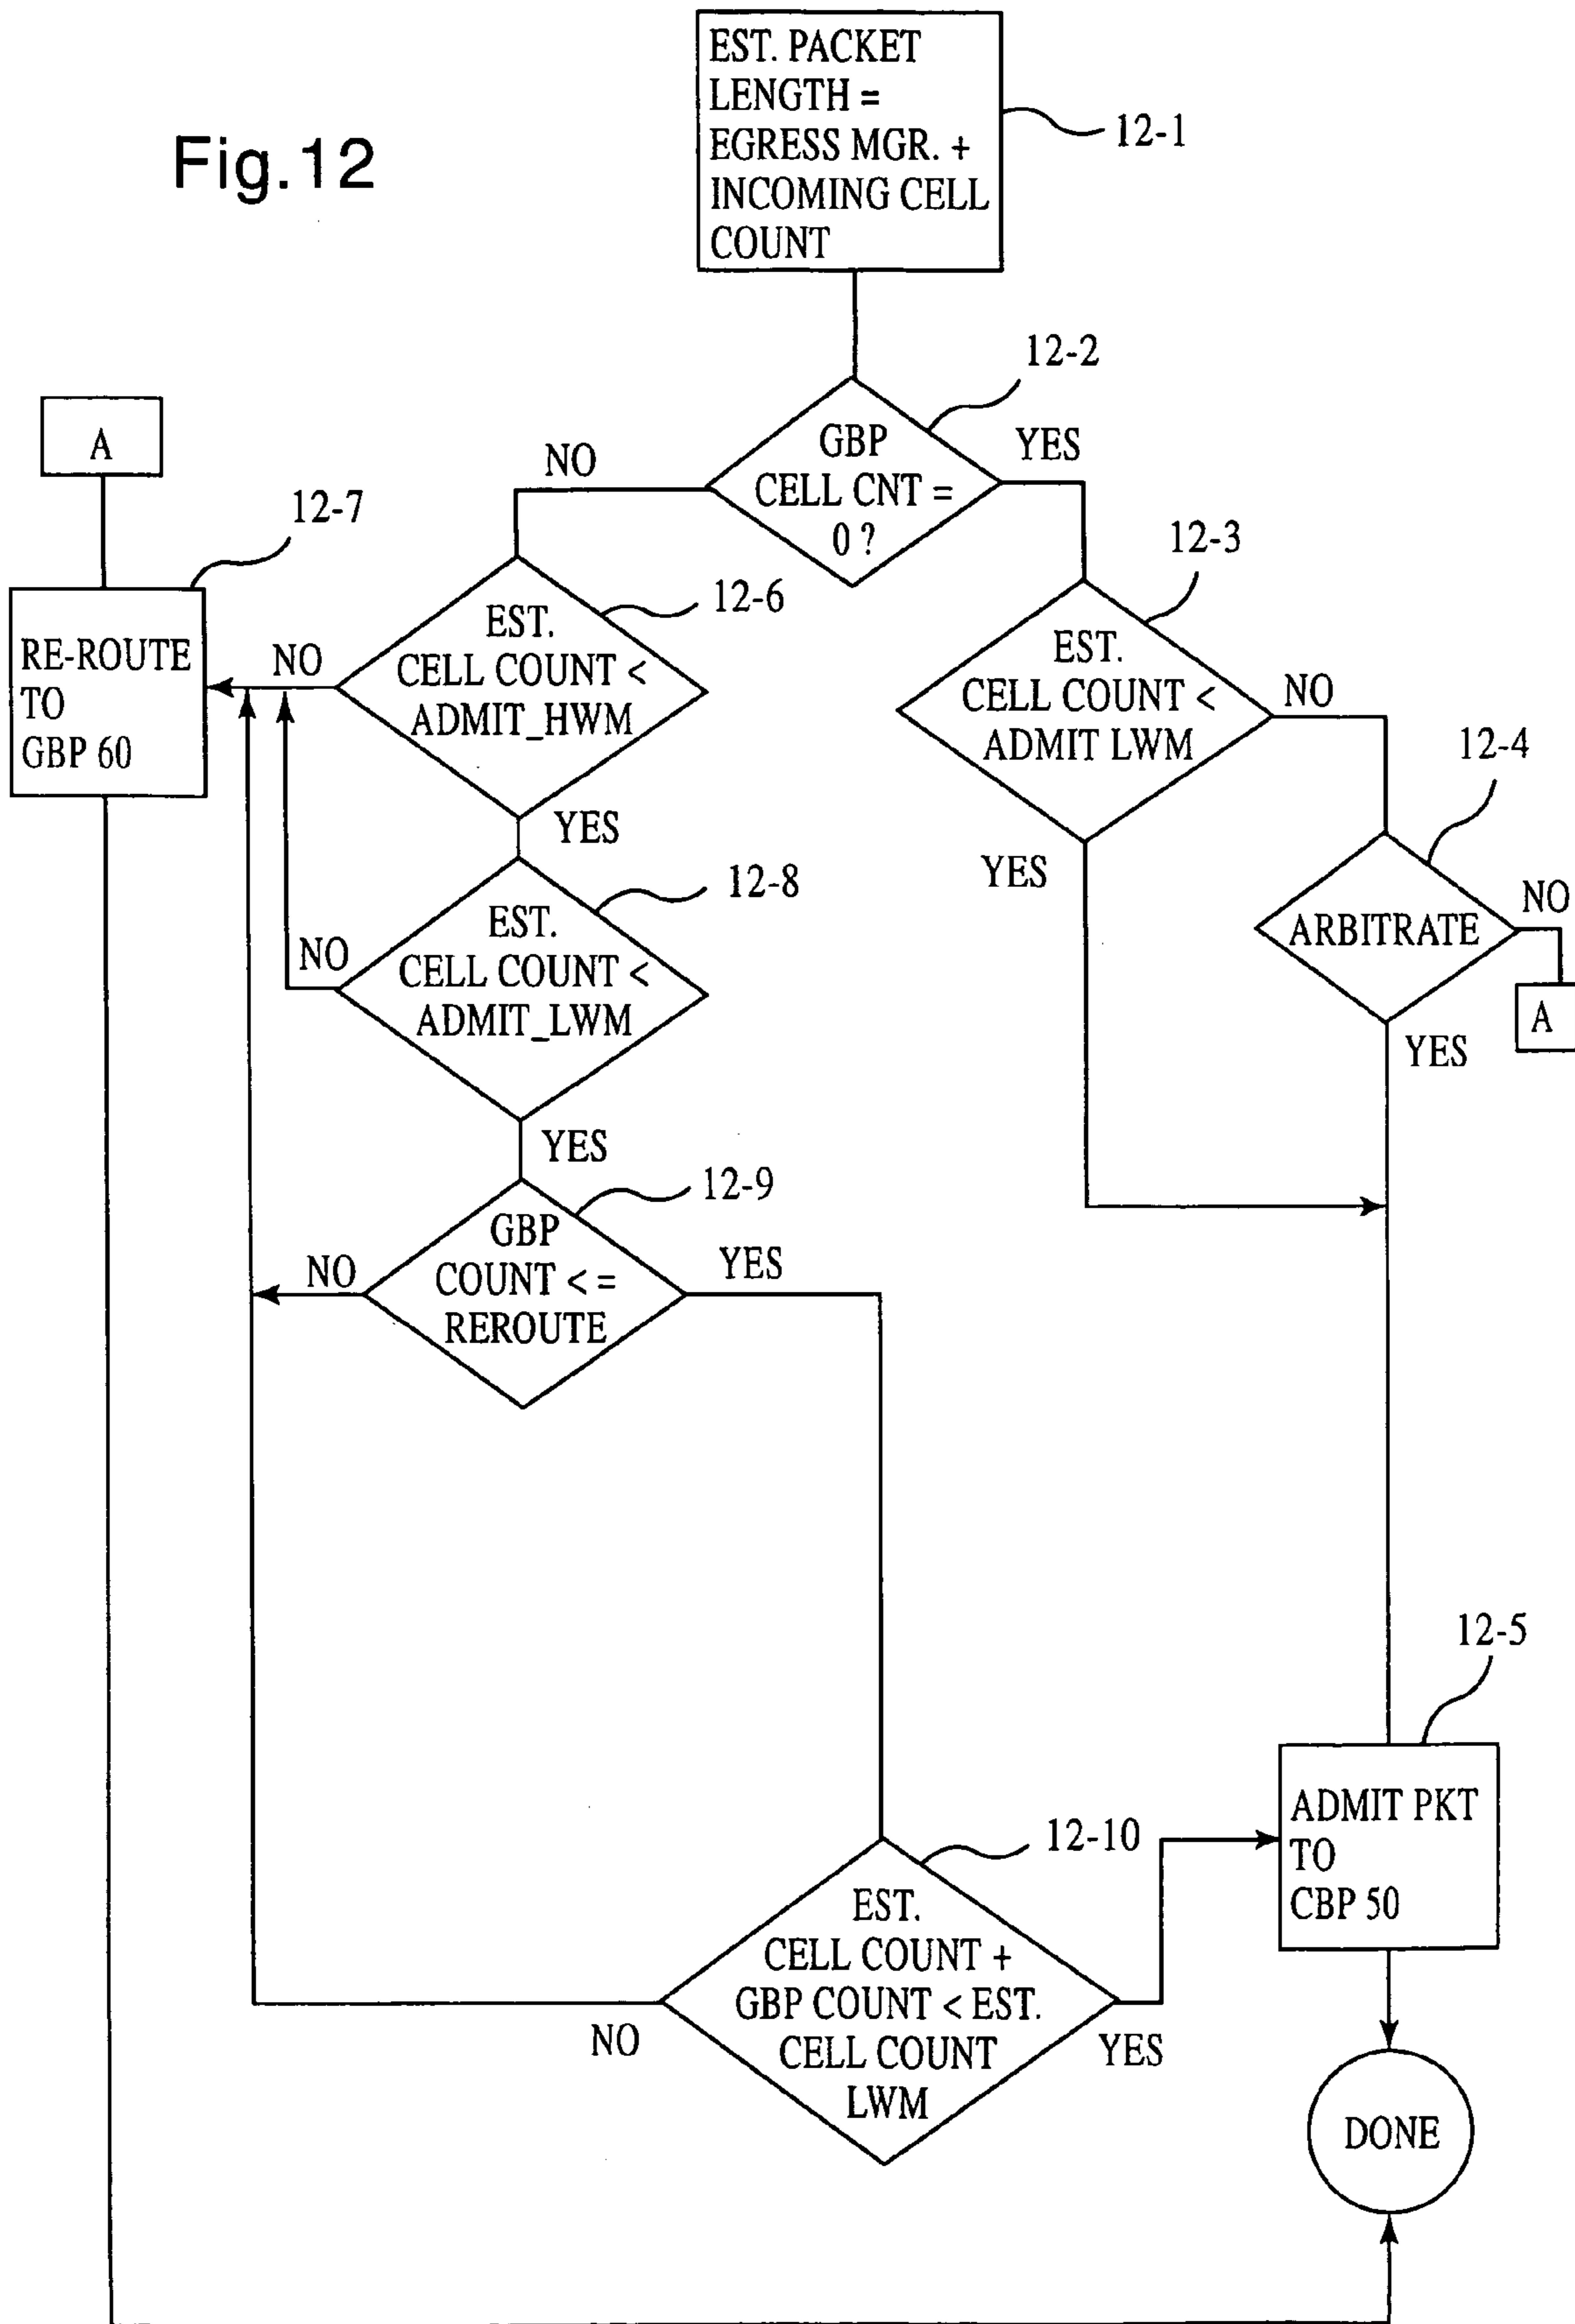 Fig.12
EST. PACKET
LENGTH =
EGRESS MGR. +
INCOMING CELL
COUNT
12-1
12-2
GBP
CELL CNT =
0 ?
NO
YES
A
12-7
RE-ROUTE
TO
GBP 60
12-6
EST.
CELL COUNT <
ADMIT_HWM
NO
YES
12-3
EST.
CELL COUNT <
ADMIT LWM
NO
YES
12-4
ARBITRATE
NO
A
YES
12-8
EST.
CELL COUNT <
ADMIT_LWM
NO
YES
12-9
GBP
COUNT < =
REROUTE
NO
YES
12-5
ADMIT PKT
TO
CBP 50
12-10
EST.
CELL COUNT +
GBP COUNT < EST.
CELL COUNT
LWM
NO
YES
DONE